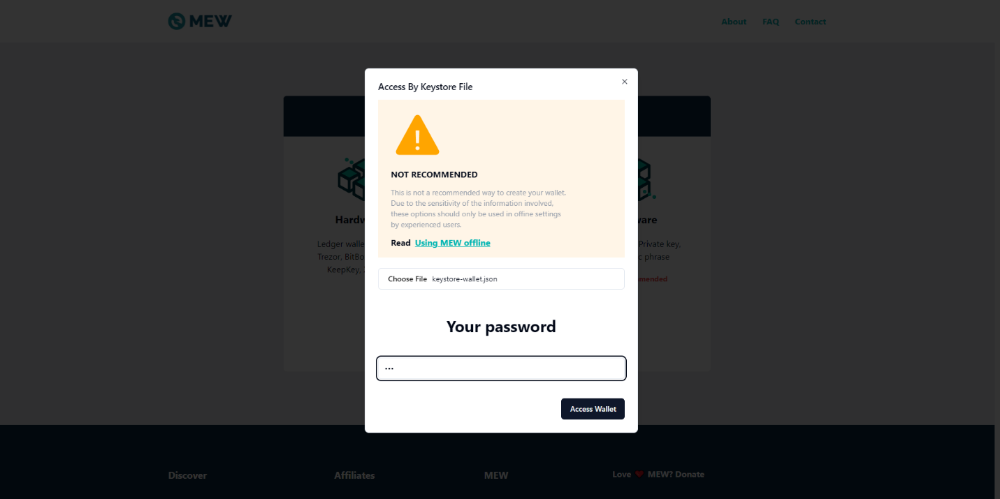 MEW
About FAQ Contact
Access By Keystore File
×
NOT RECOMMENDED
This is not a recommended way to create your wallet.
Due to the sensitivity of the information involved,
these options should only be used in offine settings
by experienced users.
Read Using MEW offline
Choose File keystore-wallet.json
Your password
•••
Access Wallet
Hardw
Ledger walle
Trezor, BitBo
KeepKey,
ware
Private key,
phrase
mended
Discover
Affiliates
MEW
Love ❤ MEW? Donate